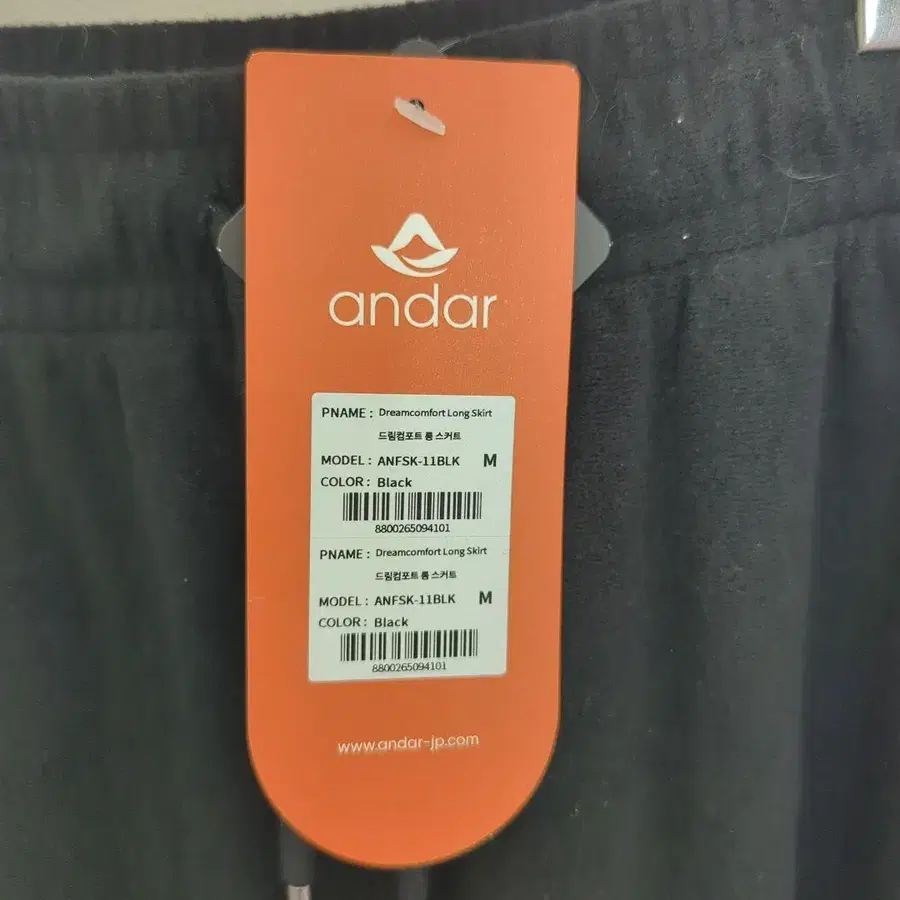 andar
PNAME : Dreamcomfort Long Skirt
드림컴포트 롱 스커트
MODEL : ANFSK-11BLK M
COLOR : Black
8800265094101
PNAME : Dreamcomfort Long Skirt
드림컴포트 롱 스커트
MODEL : ANFSK-11BLK M
COLOR : Black
8800265094101
www.andar-jp.com